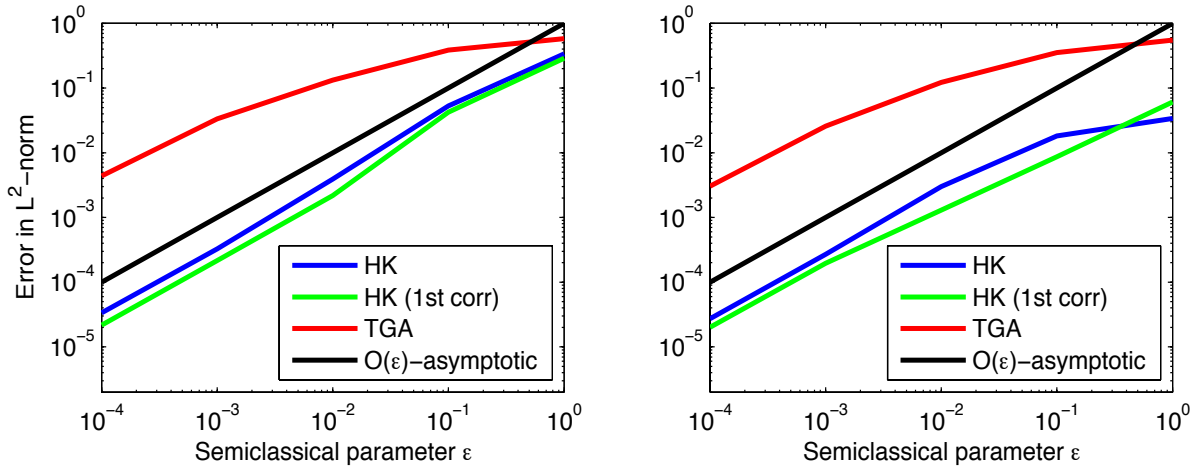 10^0
10^-1
10^-2
10^-3
10^-4
10^-5
Error in L^2-norm
HK
HK (1st corr)
TGA
O(ε)-asymptotic
10^-4 10^-3 10^-2 10^-1 10^0
Semiclassical parameter ε
10^0
10^-1
10^-2
10^-3
10^-4
10^-5
HK
HK (1st corr)
TGA
O(ε)-asymptotic
10^-4 10^-3 10^-2 10^-1 10^0
Semiclassical parameter ε